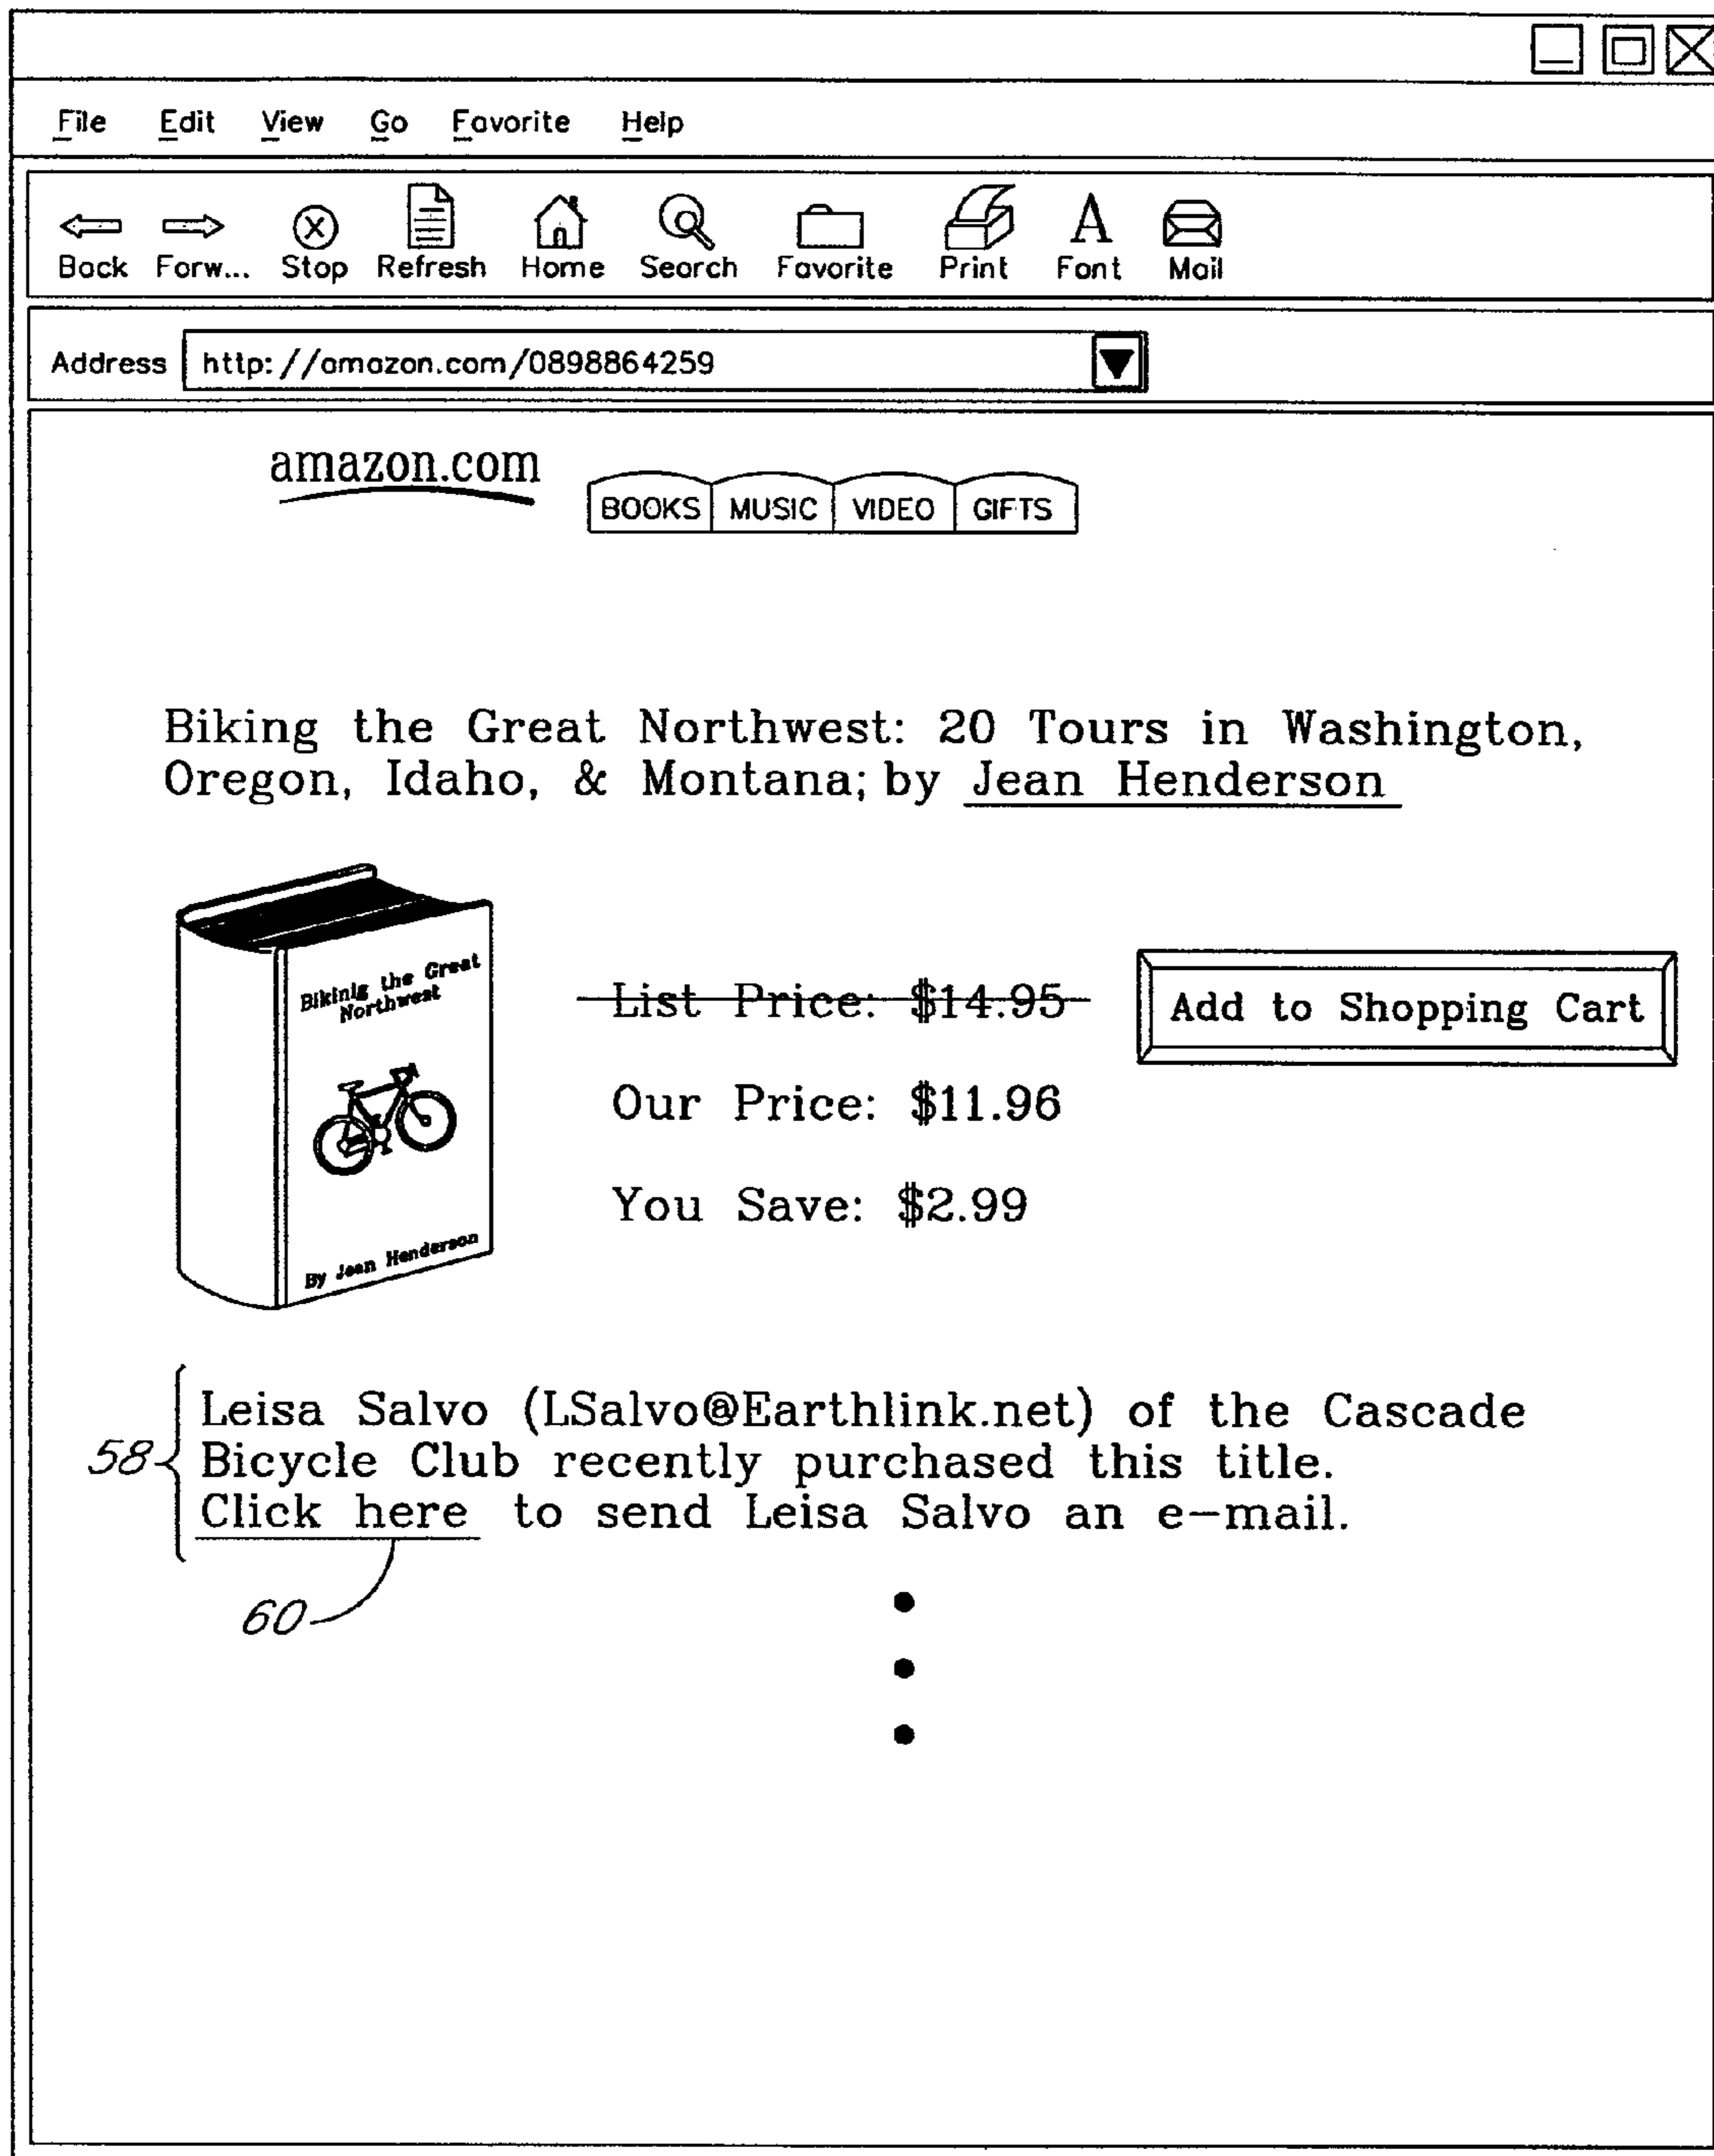 File Edit View Go Favorite Help
Back Forw... Stop Refresh Home Search Favorite Print Font Mail
Address http://amazon.com/0898864259
amazon.com
BOOKS MUSIC VIDEO GIFTS
Biking the Great Northwest: 20 Tours in Washington,
Oregon, Idaho, & Montana; by Jean Henderson
Bikinig the Great
Northwest
By Jean Henderson
List Price: $14.95
Add to Shopping Cart
Our Price: $11.96
You Save: $2.99
58
Leisa Salvo (LSalvo@Earthlink.net) of the Cascade
Bicycle Club recently purchased this title.
Click here to send Leisa Salvo an e-mail.
60